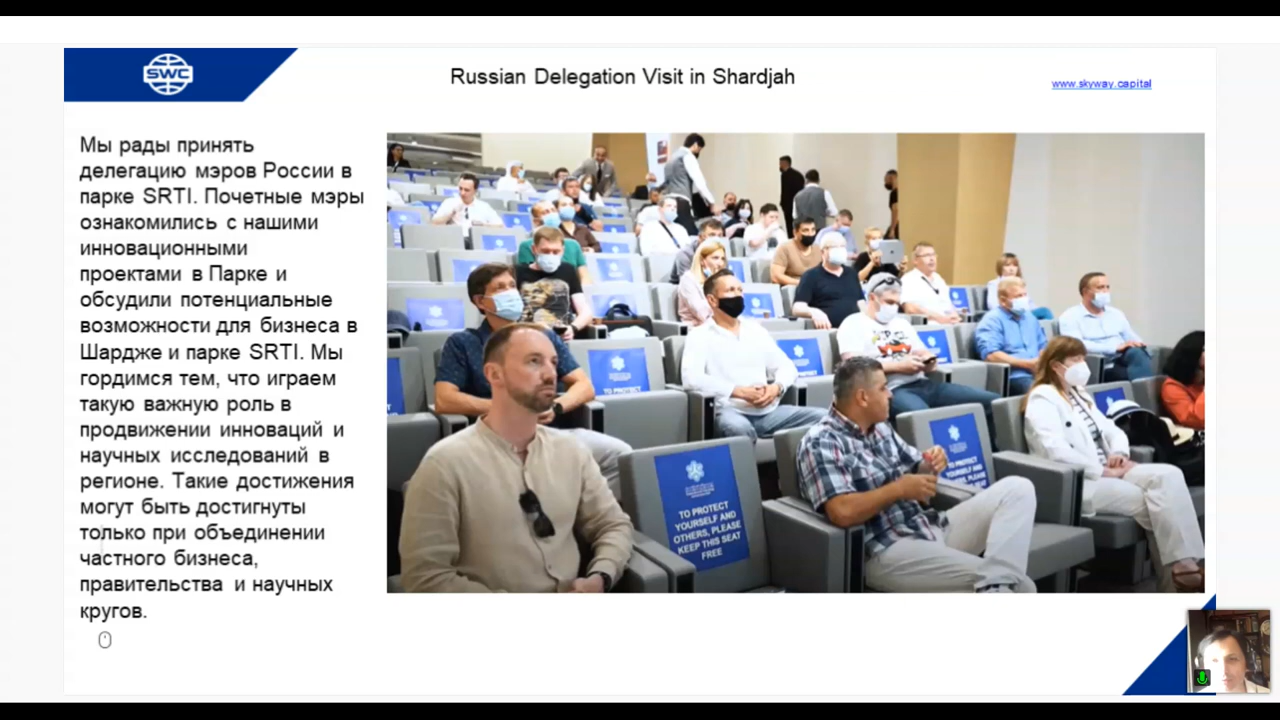 SWC
Russian Delegation Visit in Shardjah
www.skyway.capital
Мы рады принять
делегацию мэров России в
парке SRTI. Почетные мэры
ознакомились с нашими
инновационными
проектами в Парке и
обсудили потенциальные
возможности для бизнеса в
Шардже и парке SRTI. Мы
гордимся тем, что играем
такую важную роль в
продвижении инноваций и
научных исследований в
регионе. Такие достижения
могут быть достигнуты
только при объединении
частного бизнеса,
правительства и научных
кругов.
TO PROTECT
YOURSELF AND
OTHERS, PLEASE
KEEP THIS SEAT
FREE
TO PROTECT